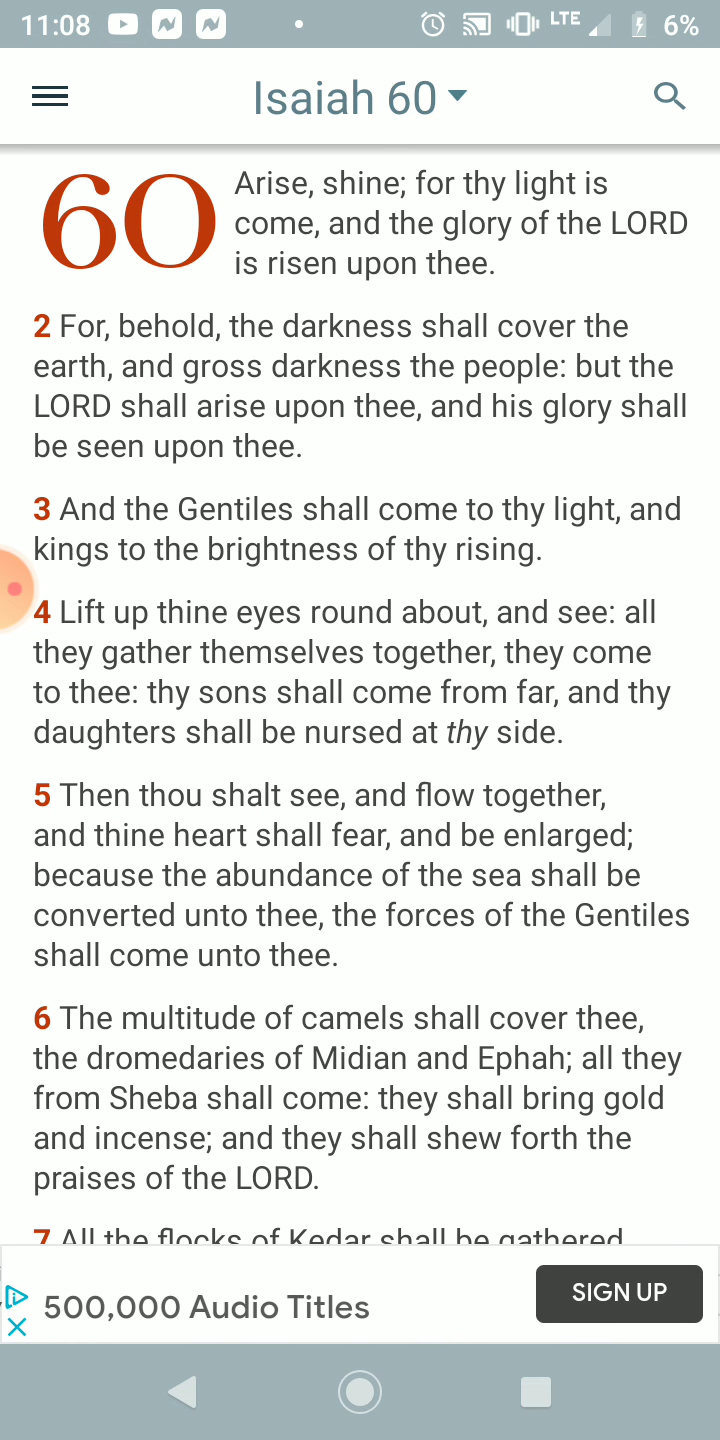 11:08
LTE
6%
Isaiah 60
60
Arise, shine; for thy light is
come, and the glory of the LORD
is risen upon thee.
2 For, behold, the darkness shall cover the
earth, and gross darkness the people: but the
LORD shall arise upon thee, and his glory shall
be seen upon thee.
3 And the Gentiles shall come to thy light, and
kings to the brightness of thy rising.
4 Lift up thine eyes round about, and see: all
they gather themselves together, they come
to thee: thy sons shall come from far, and thy
daughters shall be nursed at thy side.
5 Then thou shalt see, and flow together,
and thine heart shall fear, and be enlarged;
because the abundance of the sea shall be
converted unto thee, the forces of the Gentiles
shall come unto thee.
6 The multitude of camels shall cover thee,
the dromedaries of Midian and Ephah; all they
from Sheba shall come: they shall bring gold
and incense; and they shall shew forth the
praises of the LORD.
7 All the flocks of Kedar shall be gathered
500,000 Audio Titles
SIGN UP